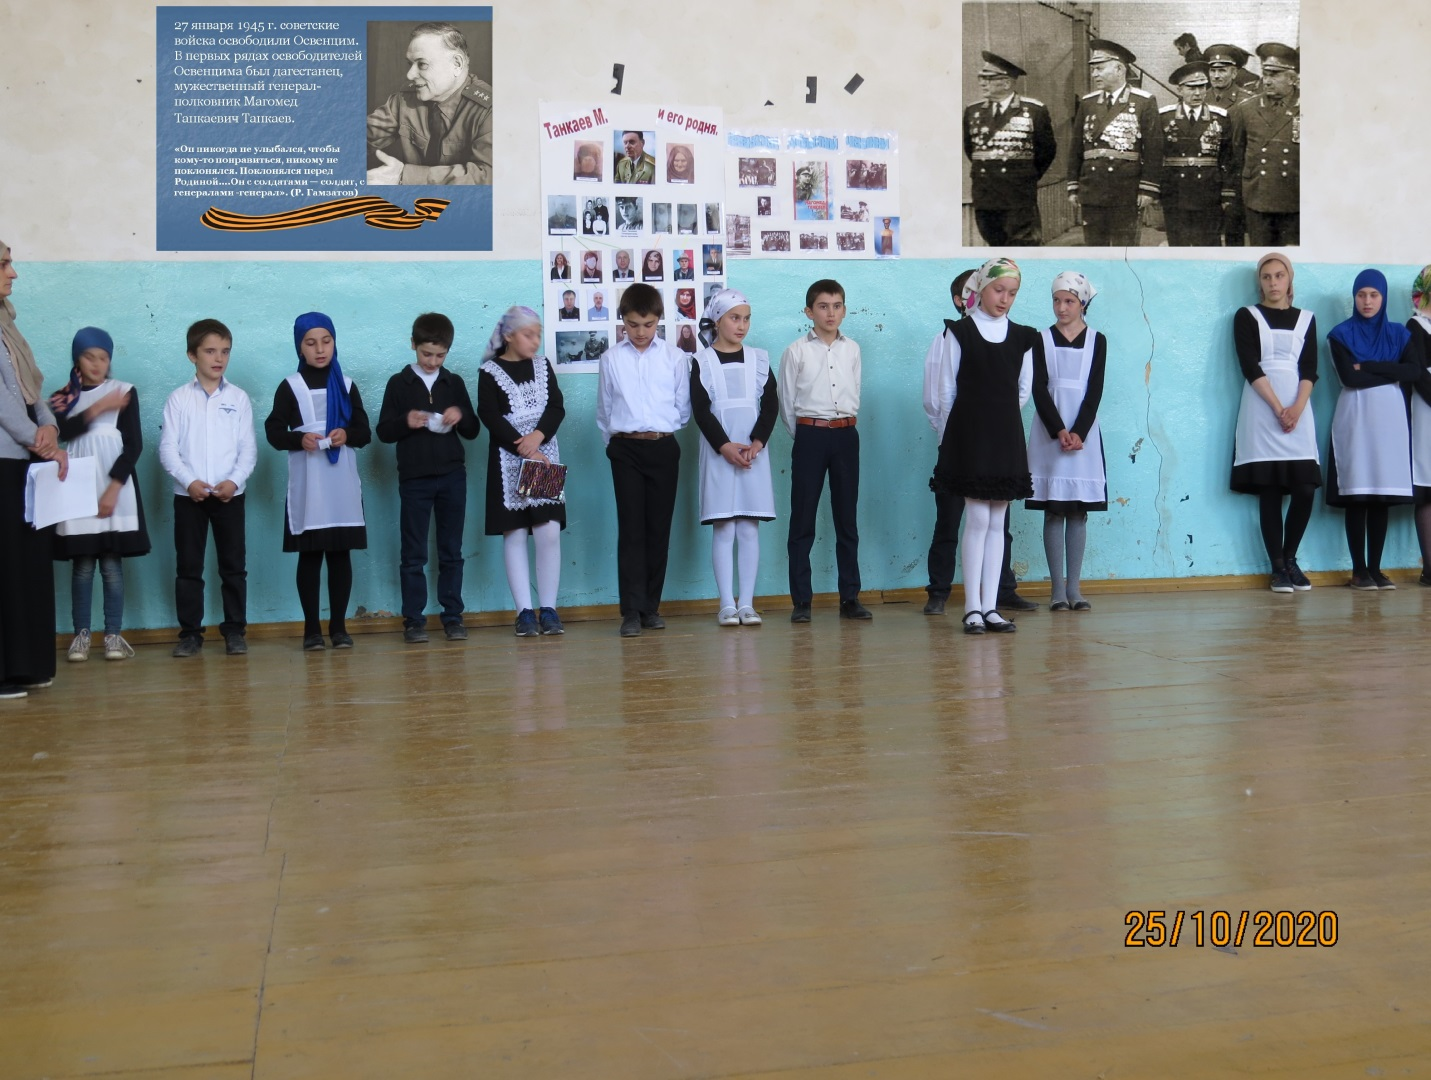 27 января 1945 г. советские
войска освободили Освенцим.
В первых рядах освободителей
Освенцима был дагестанец,
мужественный генерал-
полковник Магомед
Танкаевич Танкаев.
«Он никогда не улыбался, чтобы
кому-то понравиться, никому не
поклонялся. Поклонялся перед
Родиной....Он с солдатами — солдат, с
генералами -генерал». (Р. Гамзатов)
Танкаев М. и его родня.
25/10/2020